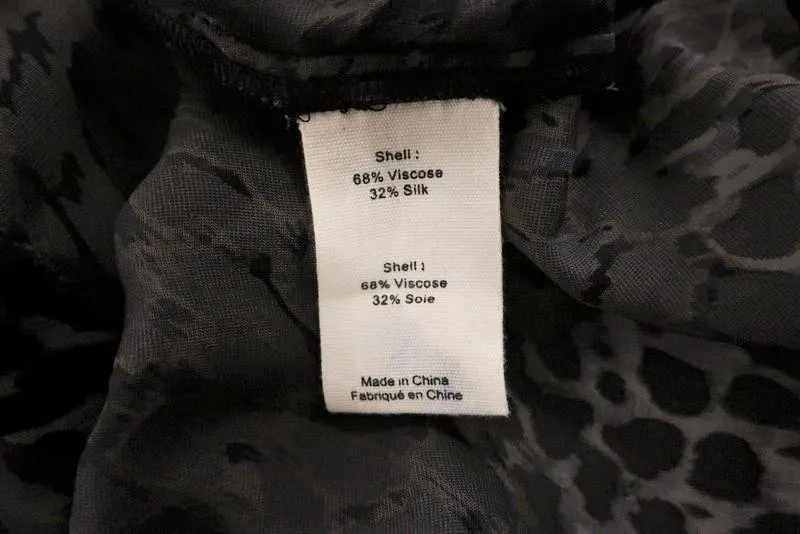 Shell :
68% Viscose
32% Silk
Shell :
68% Viscose
32% Soie
Made in China
Fabriqué en Chine